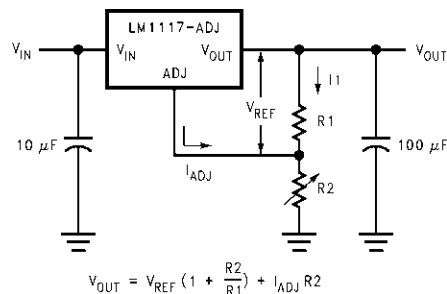 LM1117-ADJ
V_IN V_IN V_OUT V_OUT
ADJ
I1
V_REF
R1
10 μF
100 μF
I_ADJ
R2
V_OUT = V_REF (1 + R2/R1) + I_ADJ R2